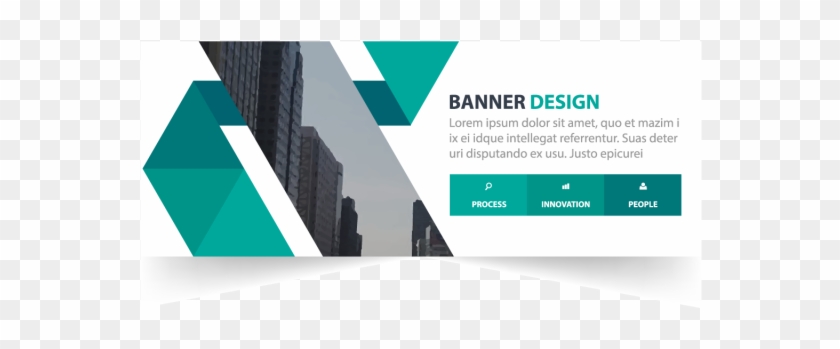 BANNER DESIGN
Lorem ipsum dolor sit amet, quo et mazim i
ix ei idque intellegat referrentur. Suas deter
uri disputando ex usu. Justo epicurei
PROCESS INNOVATION PEOPLE